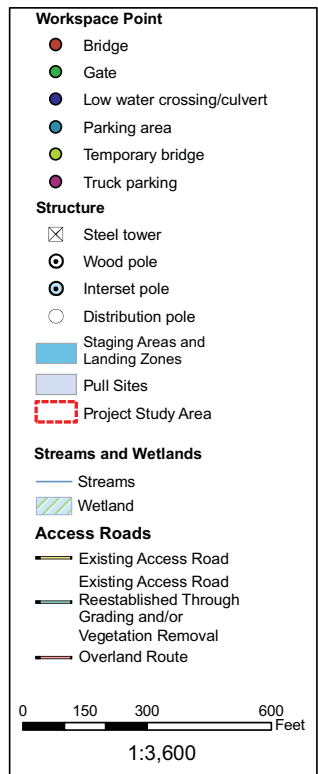 Workspace Point
Bridge
Gate
Low water crossing/culvert
Parking area
Temporary bridge
Truck parking
Structure
Steel tower
Wood pole
Interset pole
Distribution pole
Staging Areas and
Landing Zones
Pull Sites
Project Study Area
Streams and Wetlands
Streams
Wetland
Access Roads
Existing Access Road
Existing Access Road
Reestablished Through
Grading and/or
Vegetation Removal
Overland Route
0 150 300 600
Feet
1:3,600